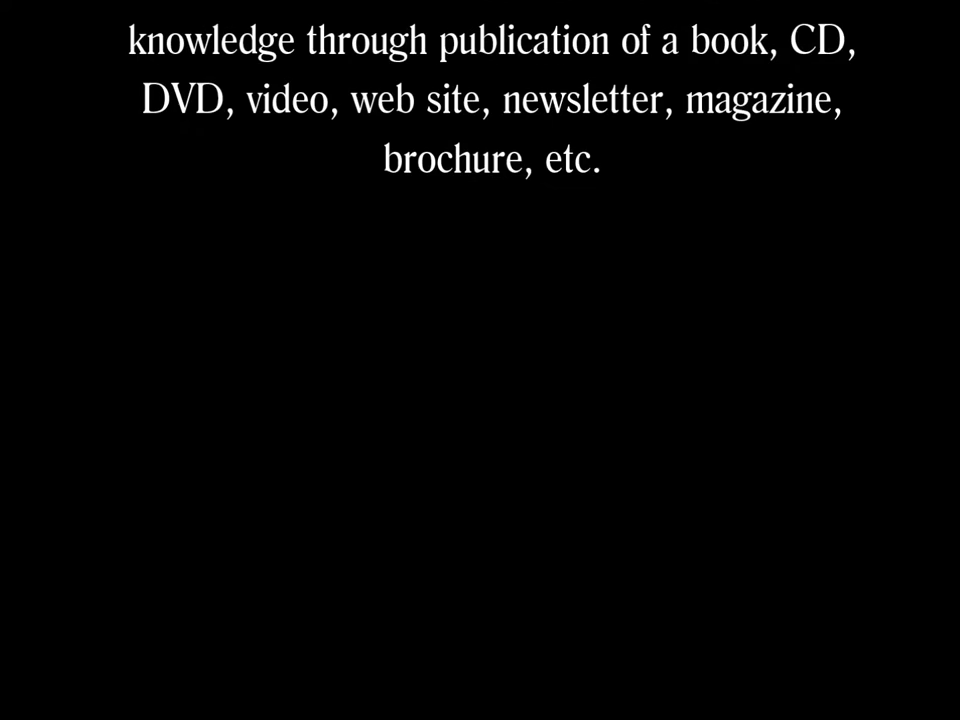 knowledge through publication of a book, CD,
DVD, video, web site, newsletter, magazine,
brochure, etc.